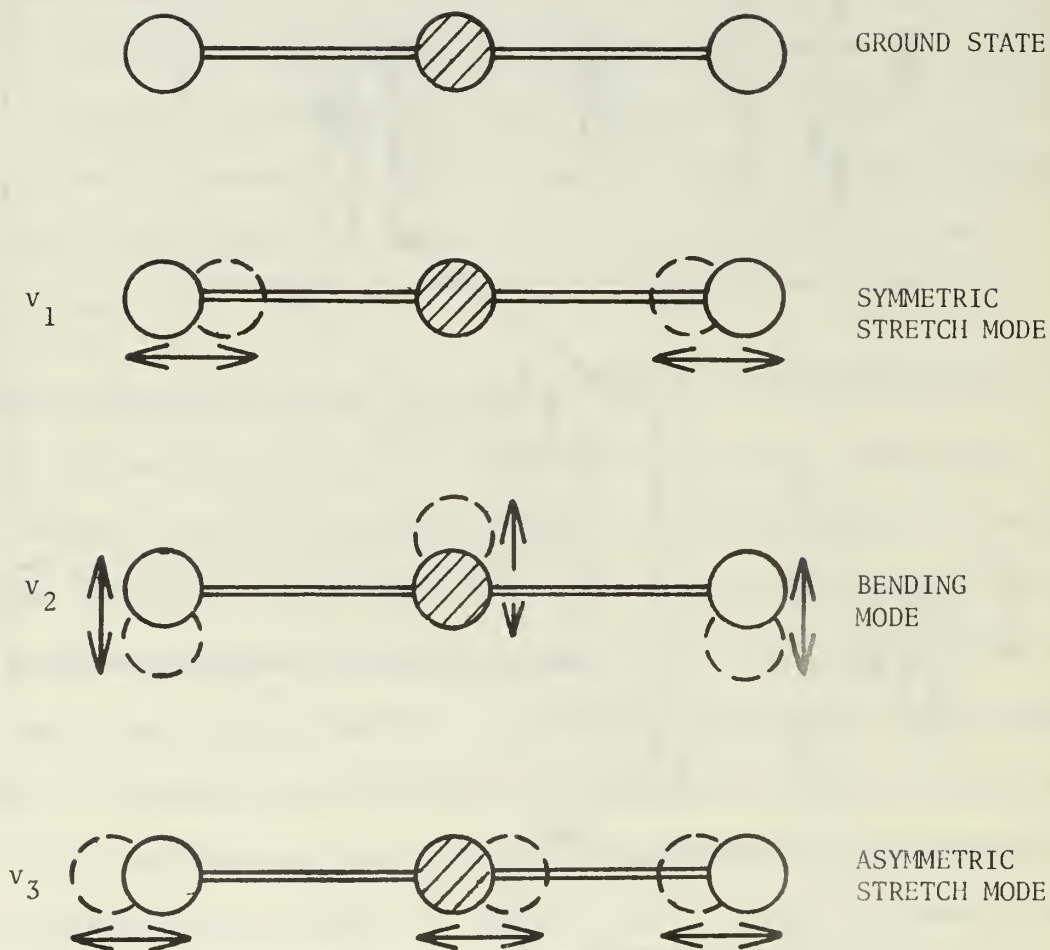 GROUND STATE
v1
SYMMETRIC
STRETCH MODE
v2
BENDING
MODE
v3
ASYMMETRIC
STRETCH MODE